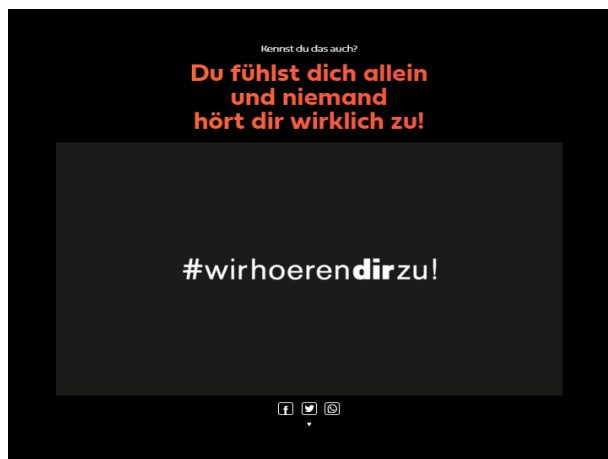 Kennst du das auch?
Du fühlst dich allein
und niemand
hört dir wirklich zu!
#wirhoerendirzu!